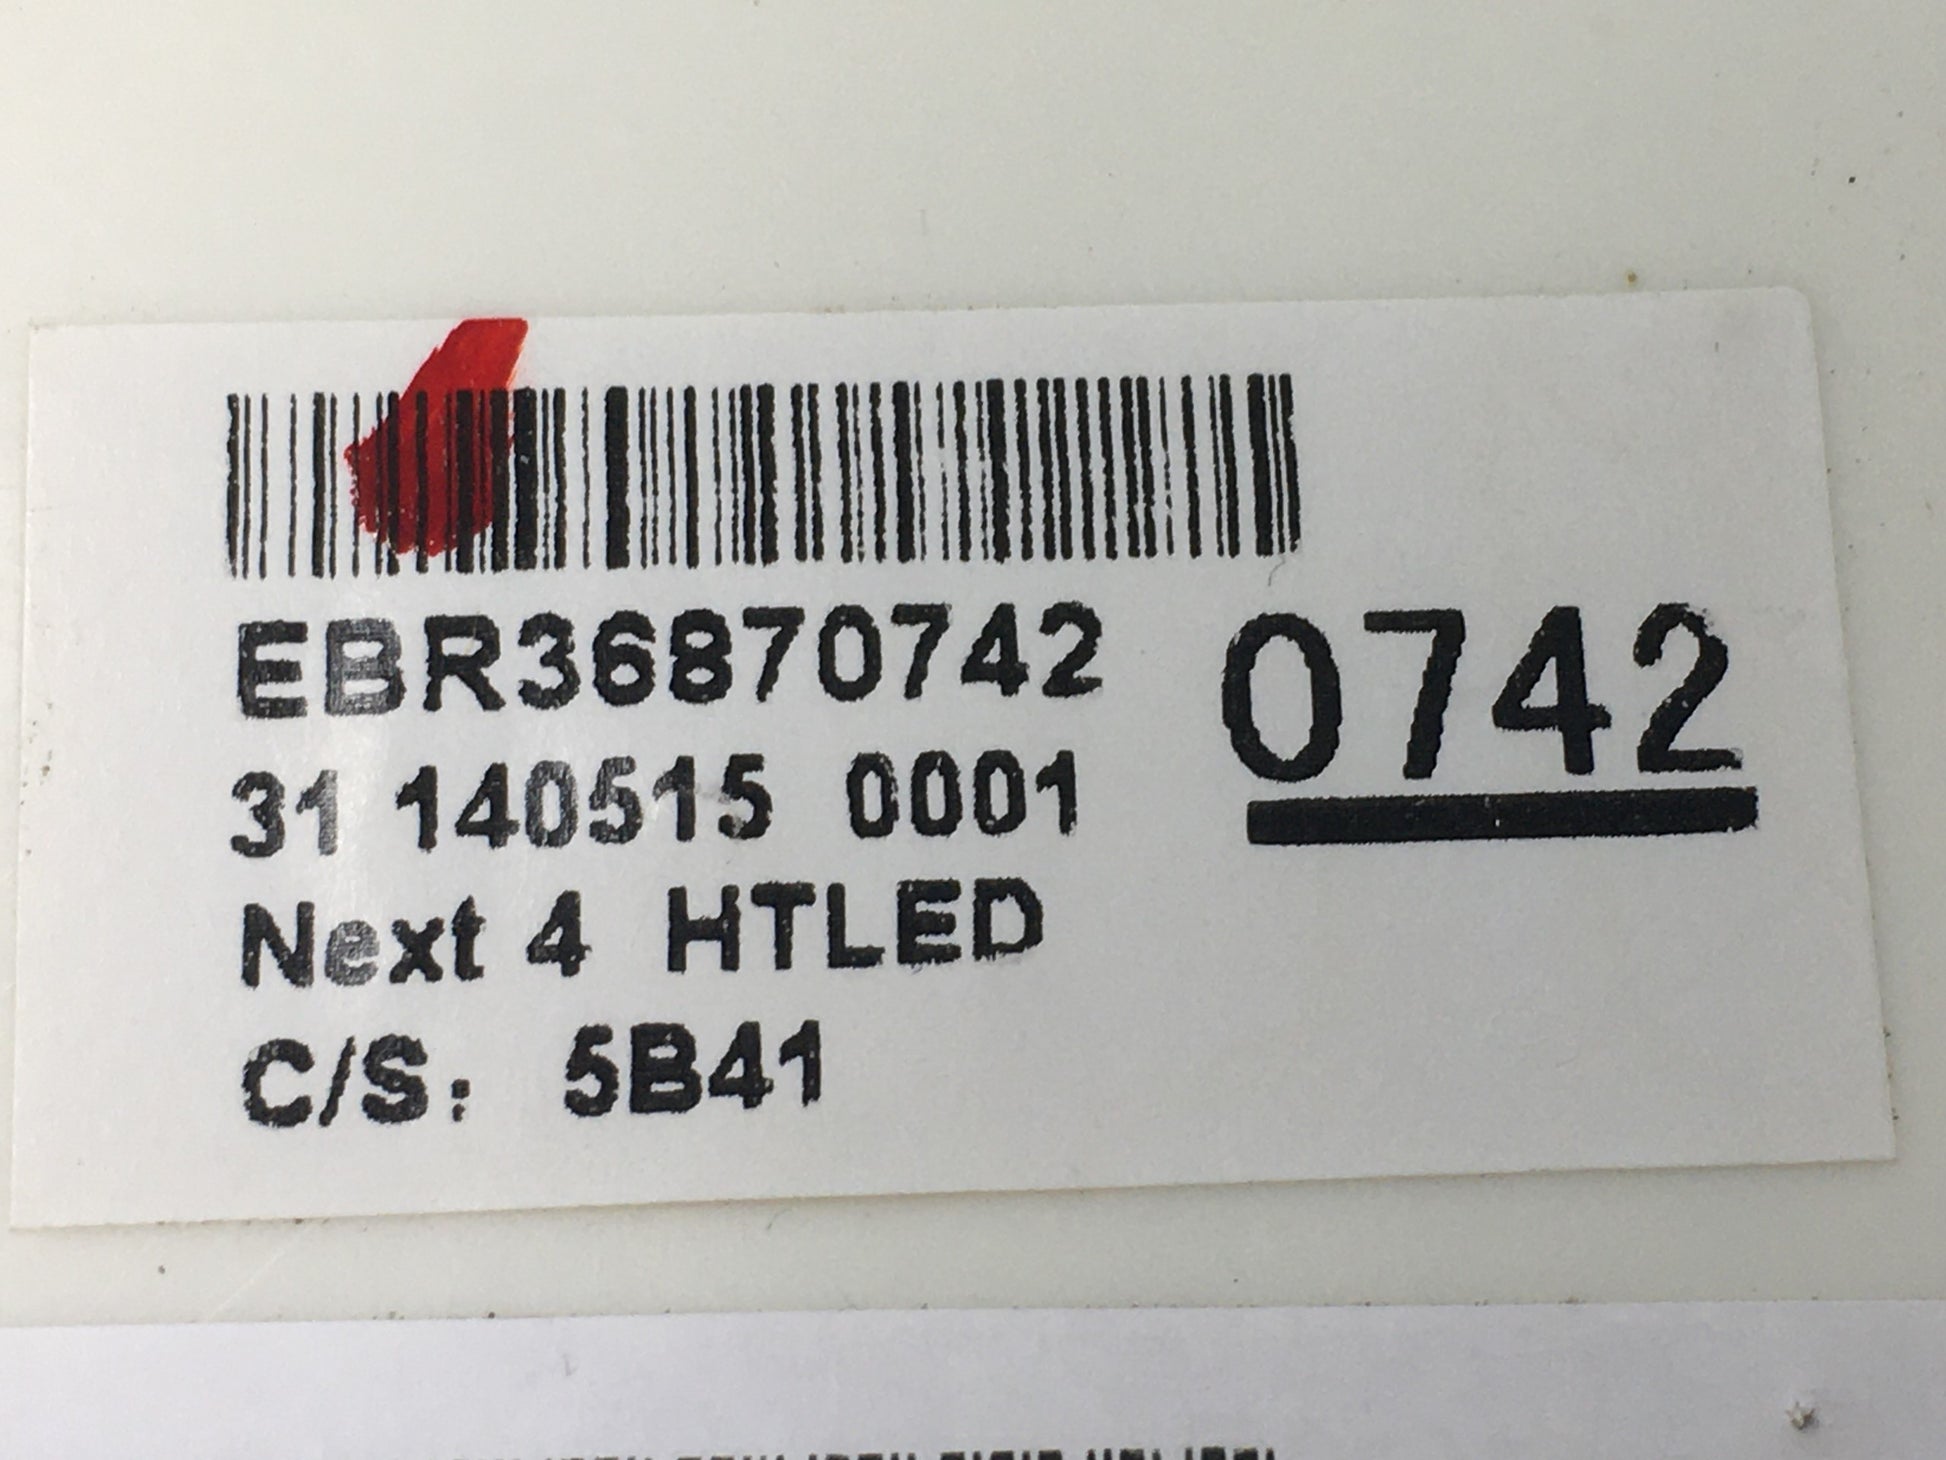 EBR36870742
0742
31 140515 0001
Next 4 HTLED
C/S: 5B41